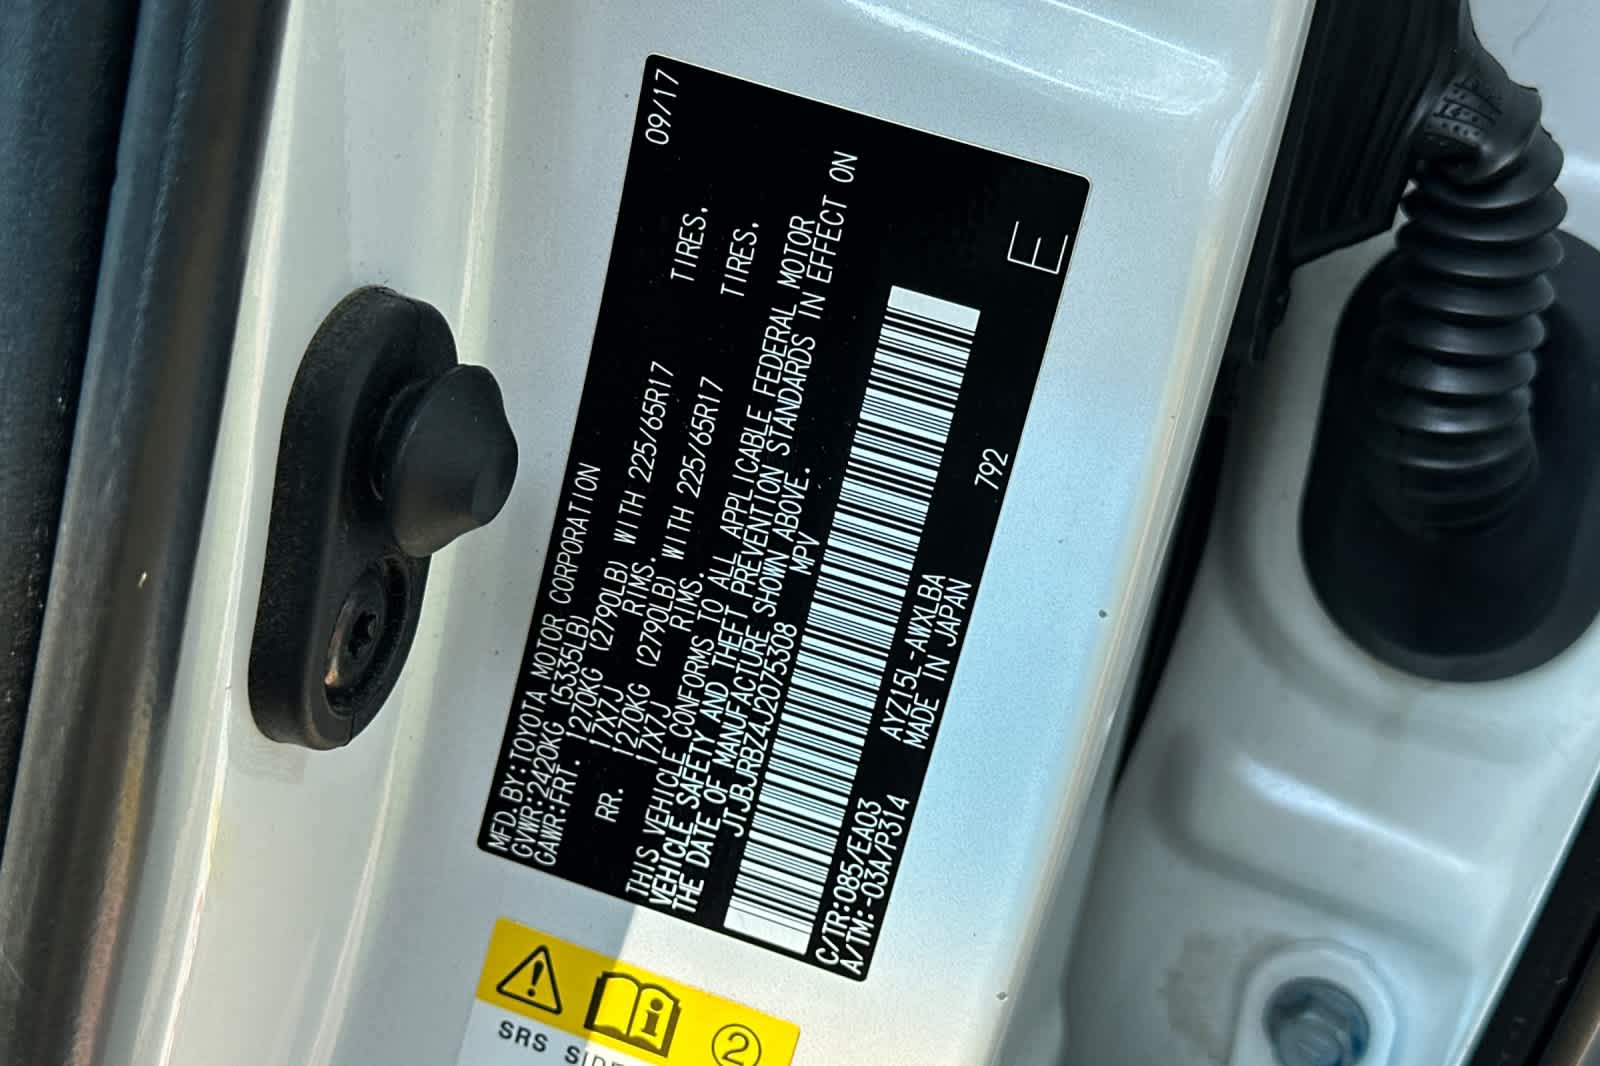 MFD.BY:TOYOTA MOTOR CORPORATION 09/17
GVWR:2420KG (5335LB)
GAWR:FRT. 1270KG (2790LB) WITH 225/65R17 TIRES.
17X7J RIMS.
RR. 1270KG (2790LB) WITH 225/65R17 TIRES.
17X7J RIMS.
THIS VEHICLE CONFORMS TO ALL APPLICABLE FEDERAL MOTOR
VEHICLE SAFETY AND THEFT PREVENTION STANDARDS IN EFFECT ON
THE DATE OF MANUFACTURE SHOWN ABOVE.
JTJBJRBZ4J2075308 MPV
C/TR:085/EA03 AYZ15L-AWXLBA 792
A/TM:-03A/P314 MADE IN JAPAN
E
2
SRS SIDE